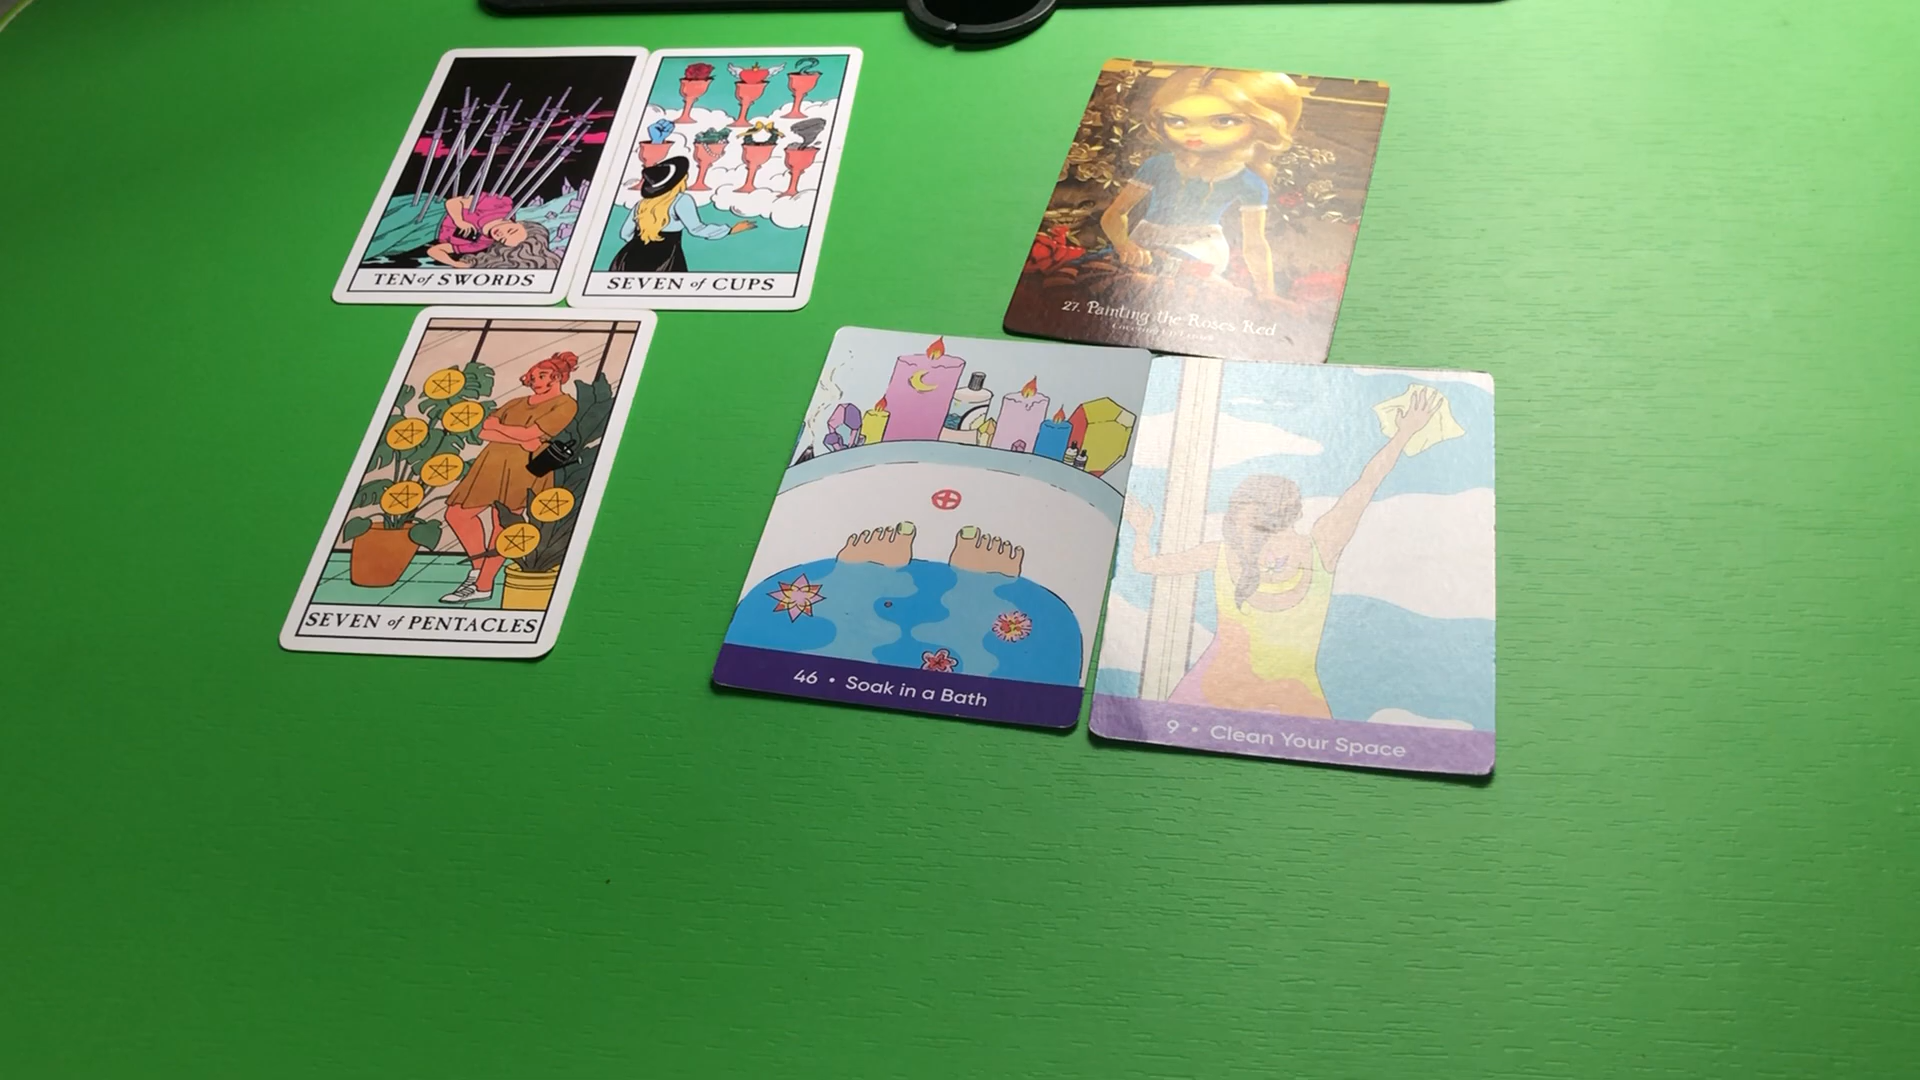 TEN of SWORDS
SEVEN of CUPS
27. Painting the Roses Red
SEVEN of PENTACLES
46 • Soak in a Bath
9 • Clean Your Space